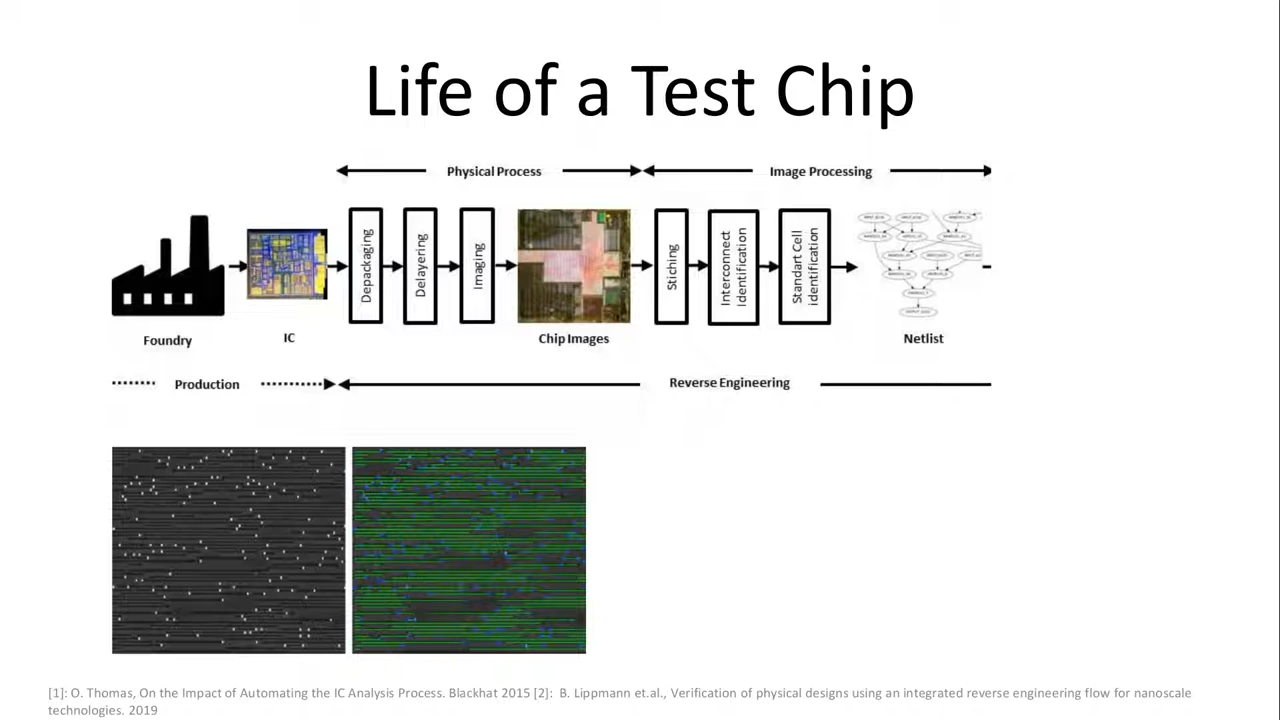 Life of a Test Chip
Physical Process
Image Processing
Depackaging
Delayering
Imaging
Stiching
Interconnect
identification
Standart Cell
identification
Foundry
IC
Chip Images
Netlist
Production
Reverse Engineering
[1]: O. Thomas, On the Impact of Automating the IC Analysis Process. Blackhat 2015 [2]: B. Lippmann et.al., Verification of physical designs using an integrated reverse engineering flow for nanoscale
technologies. 2019